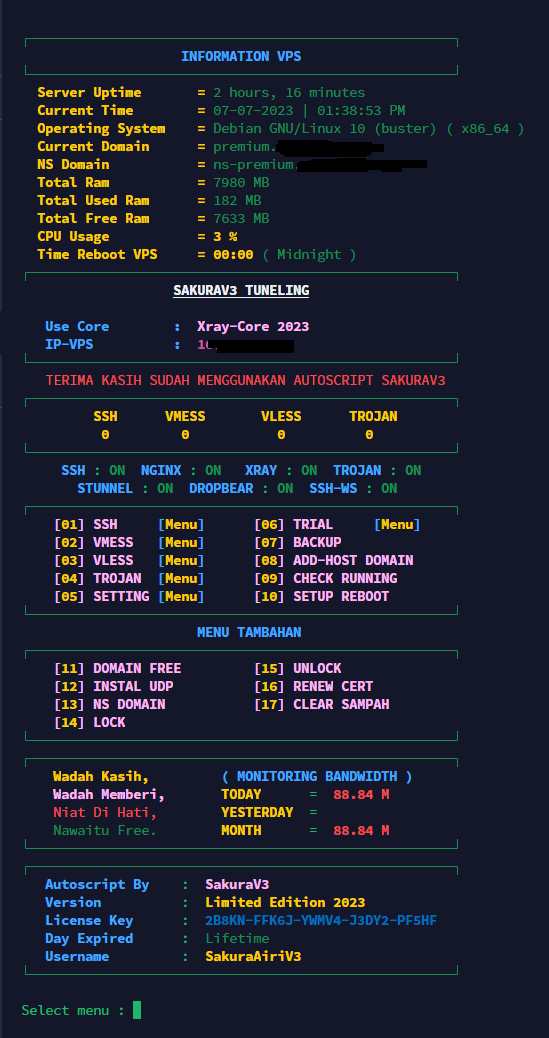 INFORMATION VPS
Server Uptime = 2 hours, 16 minutes
Current Time = 07-07-2023 | 01:38:53 PM
Operating System = Debian GNU/Linux 10 (buster) ( x86_64 )
Current Domain = premium.
NS Domain = ns-premium.
Total Ram = 7980 MB
Total Used Ram = 182 MB
Total Free Ram = 7633 MB
CPU Usage = 3 %
Time Reboot VPS = 00:00 ( Midnight )
SAKURAV3 TUNELING
Use Core : Xray-Core 2023
IP-VPS :
TERIMA KASIH SUDAH MENGGUNAKAN AUTOSCRIPT SAKURAV3
SSH VMESS VLESS TROJAN
0 0 0 0
SSH : ON NGINX : ON XRAY : ON TROJAN : ON
STUNNEL : ON DROPBEAR : ON SSH-WS : ON
[01] SSH [Menu] [06] TRIAL [Menu]
[02] VMESS [Menu] [07] BACKUP
[03] VLESS [Menu] [08] ADD-HOST DOMAIN
[04] TROJAN [Menu] [09] CHECK RUNNING
[05] SETTING [Menu] [10] SETUP REBOOT
MENU TAMBAHAN
[11] DOMAIN FREE [15] UNLOCK
[12] INSTAL UDP [16] RENEW CERT
[13] NS DOMAIN [17] CLEAR SAMPAH
[14] LOCK
Wadah Kasih, ( MONITORING BANDWIDTH )
Wadah Memberi, TODAY = 88.84 M
Niat Di Hati, YESTERDAY =
Nawaitu Free. MONTH = 88.84 M
Autoscript By : SakuraV3
Version : Limited Edition 2023
License Key : 2B8KN-FFKGJ-YWMV4-J3DY2-PF5HF
Day Expired : Lifetime
Username : SakuraAiriV3
Select menu :